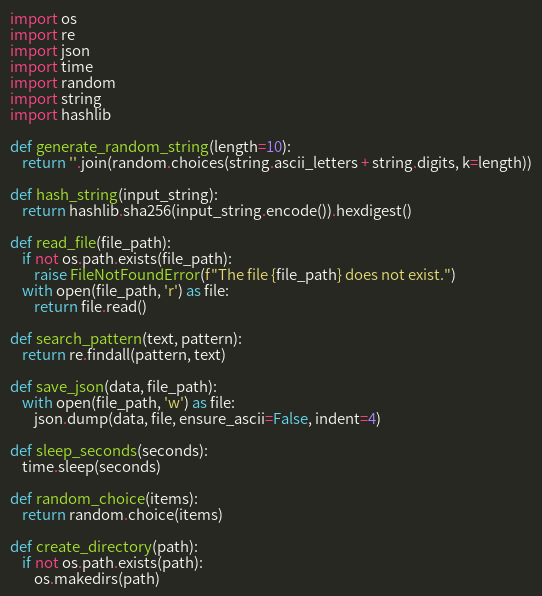 import os
import re
import json
import time
import random
import string
import hashlib

def generate_random_string(length=10):
    return ''.join(random.choices(string.ascii_letters + string.digits, k=length))

def hash_string(input_string):
    return hashlib.sha256(input_string.encode()).hexdigest()

def read_file(file_path):
    if not os.path.exists(file_path):
        raise FileNotFoundError(f"The file {file_path} does not exist.")
    with open(file_path, 'r') as file:
        return file.read()

def search_pattern(text, pattern):
    return re.findall(pattern, text)

def save_json(data, file_path):
    with open(file_path, 'w') as file:
        json.dump(data, file, ensure_ascii=False, indent=4)

def sleep_seconds(seconds):
    time.sleep(seconds)

def random_choice(items):
    return random.choice(items)

def create_directory(path):
    if not os.path.exists(path):
        os.makedirs(path)